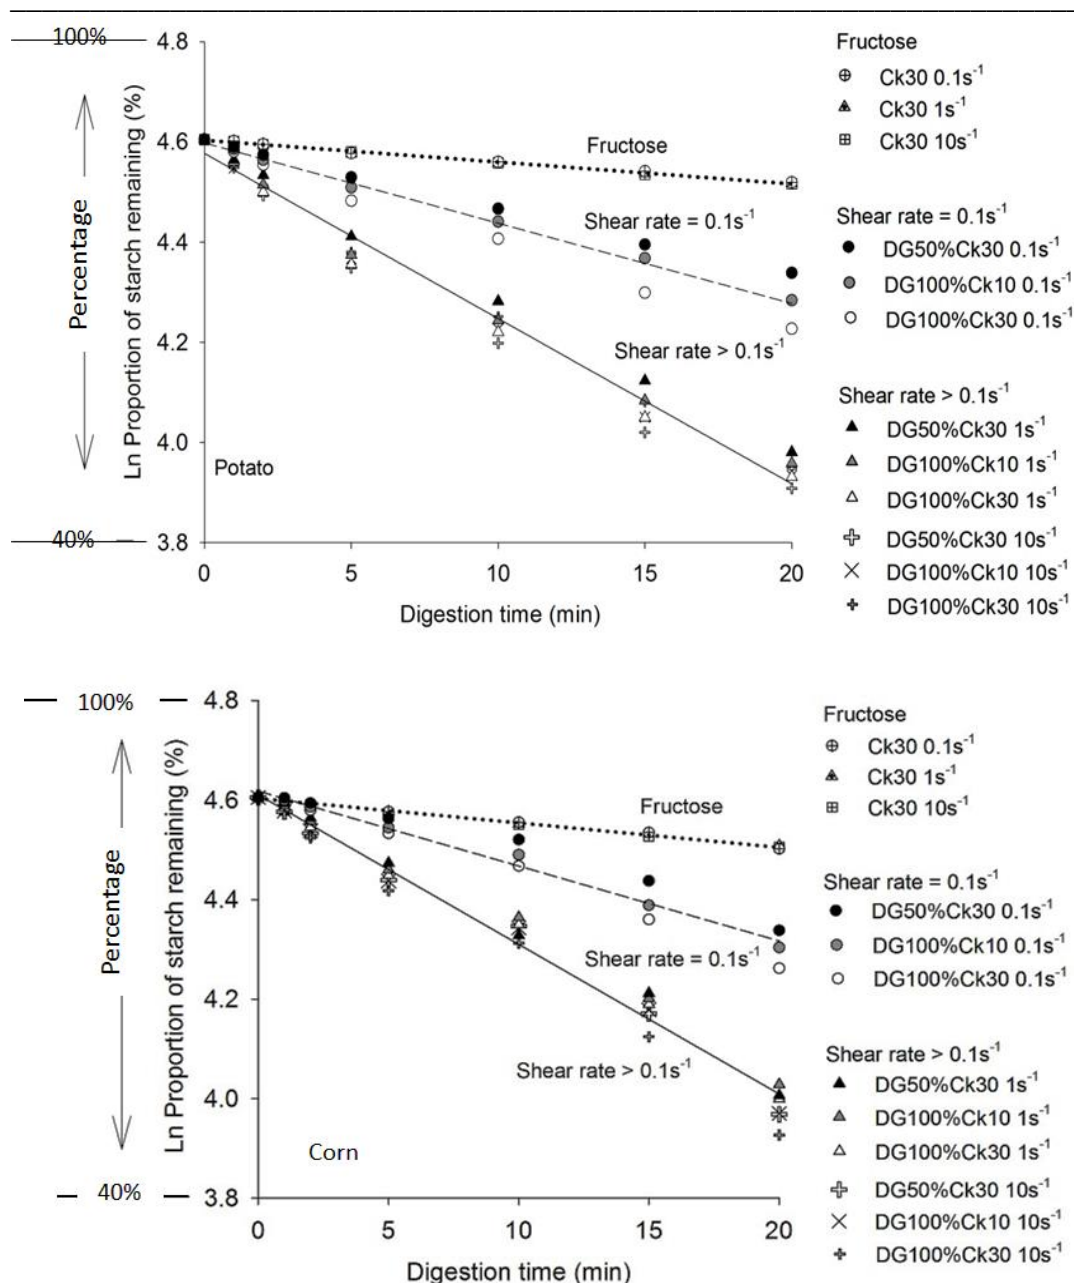 100%
4.8
4.6
4.4
4.2
4.0
3.8
40%
Percentage
Ln Proportion of starch remaining (%)
Fructose
Shear rate = 0.1s⁻¹
Shear rate > 0.1s⁻¹
Potato
0 5 10 15 20
Digestion time (min)
Fructose
Ck30 0.1s⁻¹
Ck30 1s⁻¹
Ck30 10s⁻¹
Shear rate = 0.1s⁻¹
DG50%Ck30 0.1s⁻¹
DG100%Ck10 0.1s⁻¹
DG100%Ck30 0.1s⁻¹
Shear rate > 0.1s⁻¹
DG50%Ck30 1s⁻¹
DG100%Ck10 1s⁻¹
DG100%Ck30 1s⁻¹
DG50%Ck30 10s⁻¹
DG100%Ck10 10s⁻¹
DG100%Ck30 10s⁻¹
100%
4.8
4.6
4.4
4.2
4.0
3.8
40%
Percentage
Ln Proportion of starch remaining (%)
Fructose
Shear rate = 0.1s⁻¹
Shear rate > 0.1s⁻¹
Corn
0 5 10 15 20
Digestion time (min)
Fructose
Ck30 0.1s⁻¹
Ck30 1s⁻¹
Ck30 10s⁻¹
Shear rate = 0.1s⁻¹
DG50%Ck30 0.1s⁻¹
DG100%Ck10 0.1s⁻¹
DG100%Ck30 0.1s⁻¹
Shear rate > 0.1s⁻¹
DG50%Ck30 1s⁻¹
DG100%Ck10 1s⁻¹
DG100%Ck30 1s⁻¹
DG50%Ck30 10s⁻¹
DG100%Ck10 10s⁻¹
DG100%Ck30 10s⁻¹